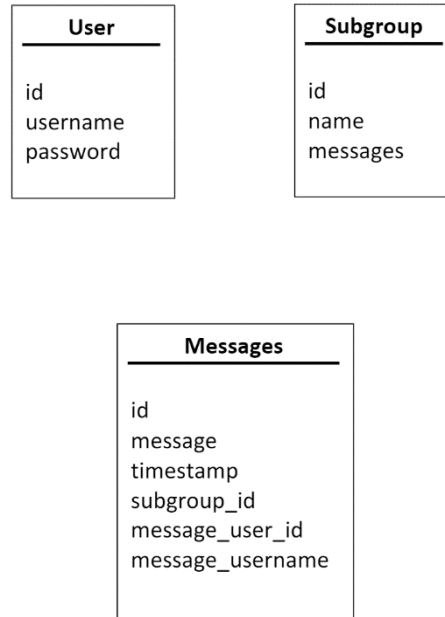 User
id
username
password
Subgroup
id
name
messages
Messages
id
message
timestamp
subgroup_id
message_user_id
message_username